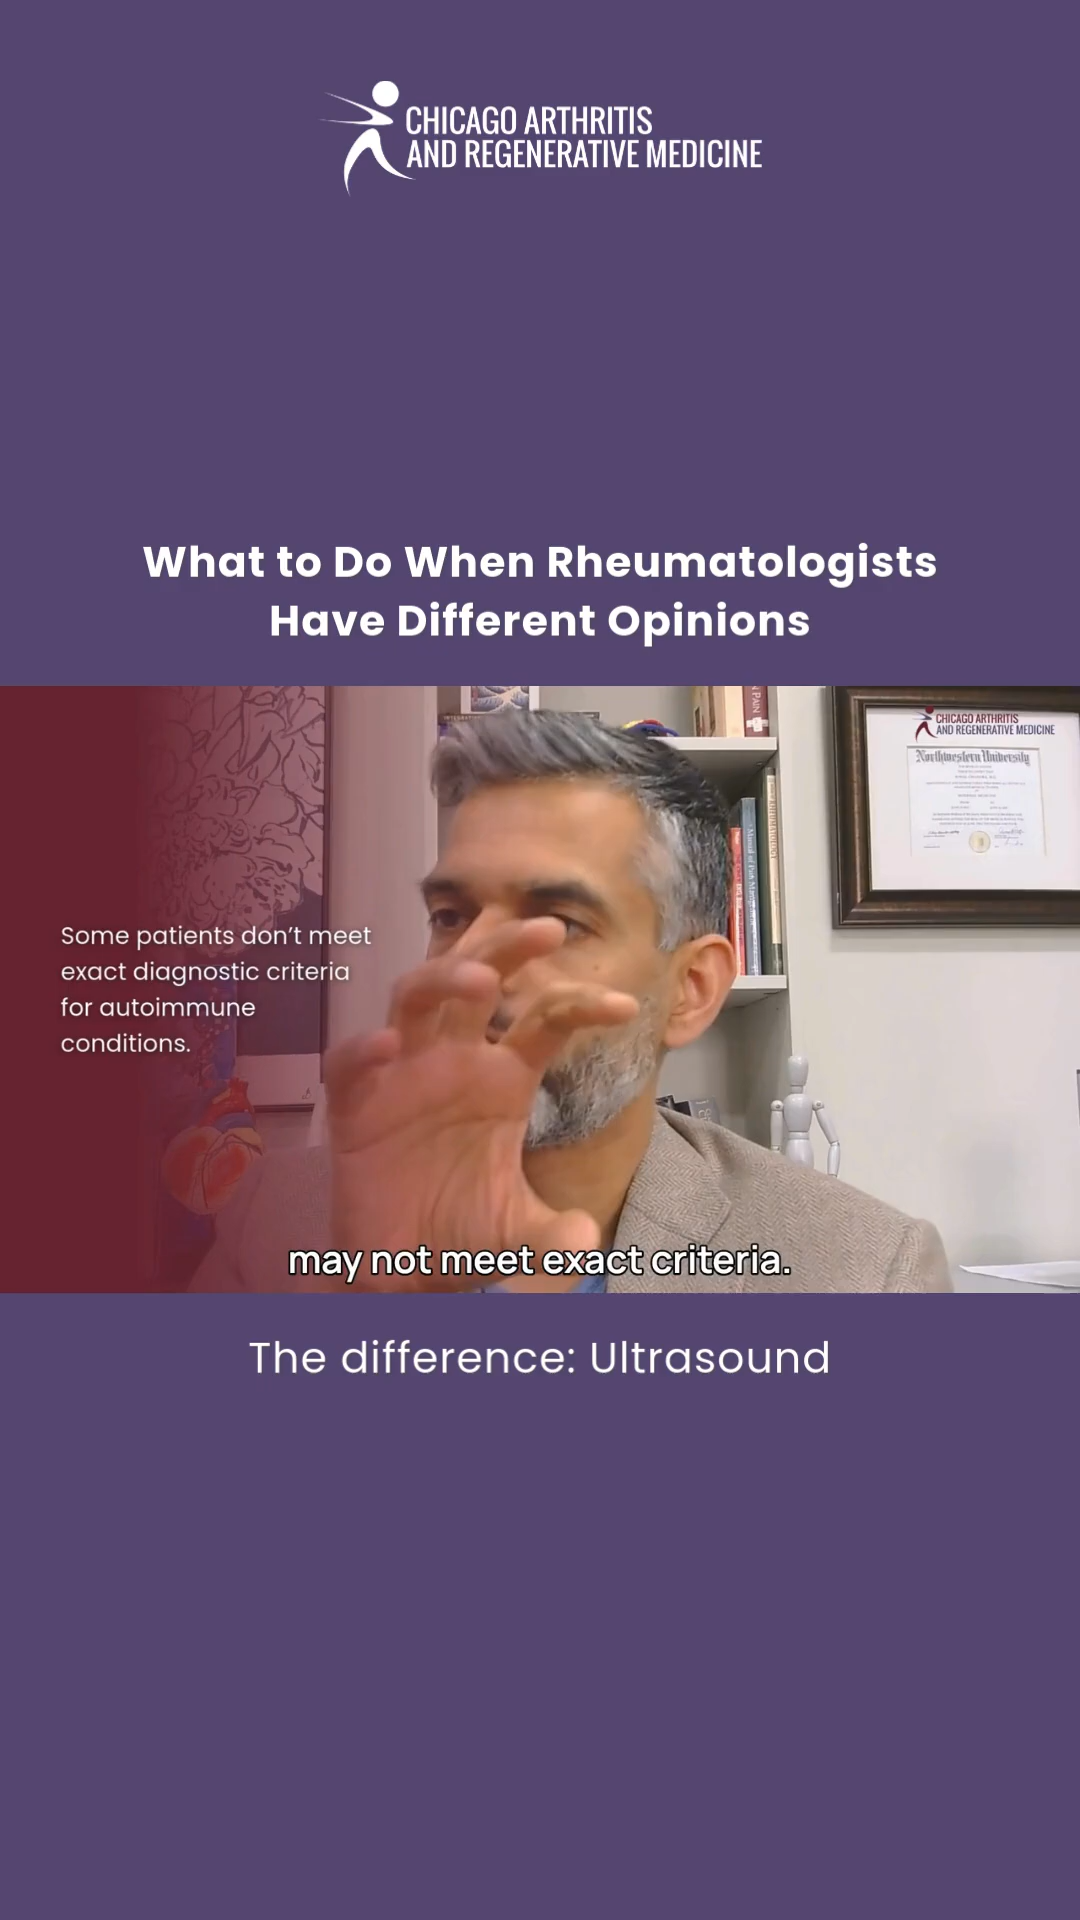 CHICAGO ARTHRITIS
AND REGENERATIVE MEDICINE
What to Do When Rheumatologists
Have Different Opinions
PAIN
CHICAGO ARTHRITIS
AND REGENERATIVE MEDICINE
Northwestern University
Some patients don’t meet
exact diagnostic criteria
for autoimmune
conditions.
may not meet exact criteria.
The difference: Ultrasound